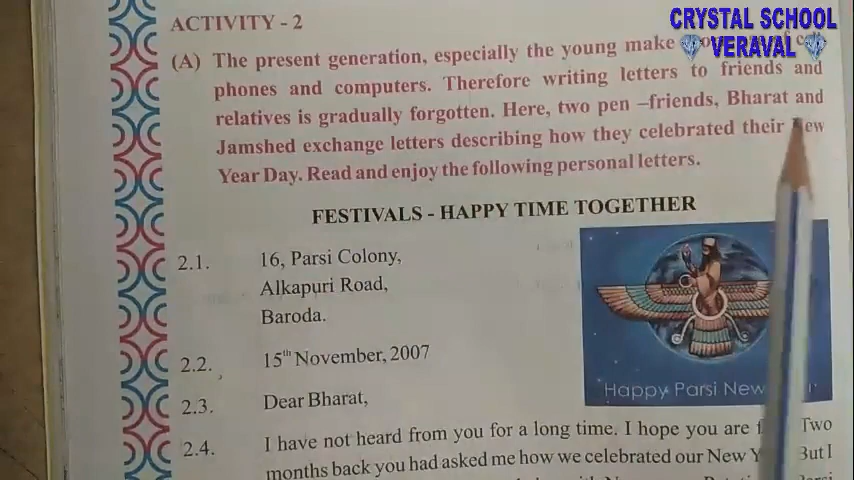 CRYSTAL SCHOOL
VERAVAL
ACTIVITY - 2
(A) The present generation, especially the young make of
phones and computers. Therefore writing letters to friends and
relatives is gradually forgotten. Here, two pen –friends, Bharat and
Jamshed exchange letters describing how they celebrated their New
Year Day. Read and enjoy the following personal letters.
FESTIVALS - HAPPY TIME TOGETHER
2.1. 16, Parsi Colony,
Alkapuri Road,
Baroda.
2.2. 15th November, 2007
2.3. Dear Bharat,
Happy Parsi New
2.4. I have not heard from you for a long time. I hope you are Two
months back you had asked me how we celebrated our New But I